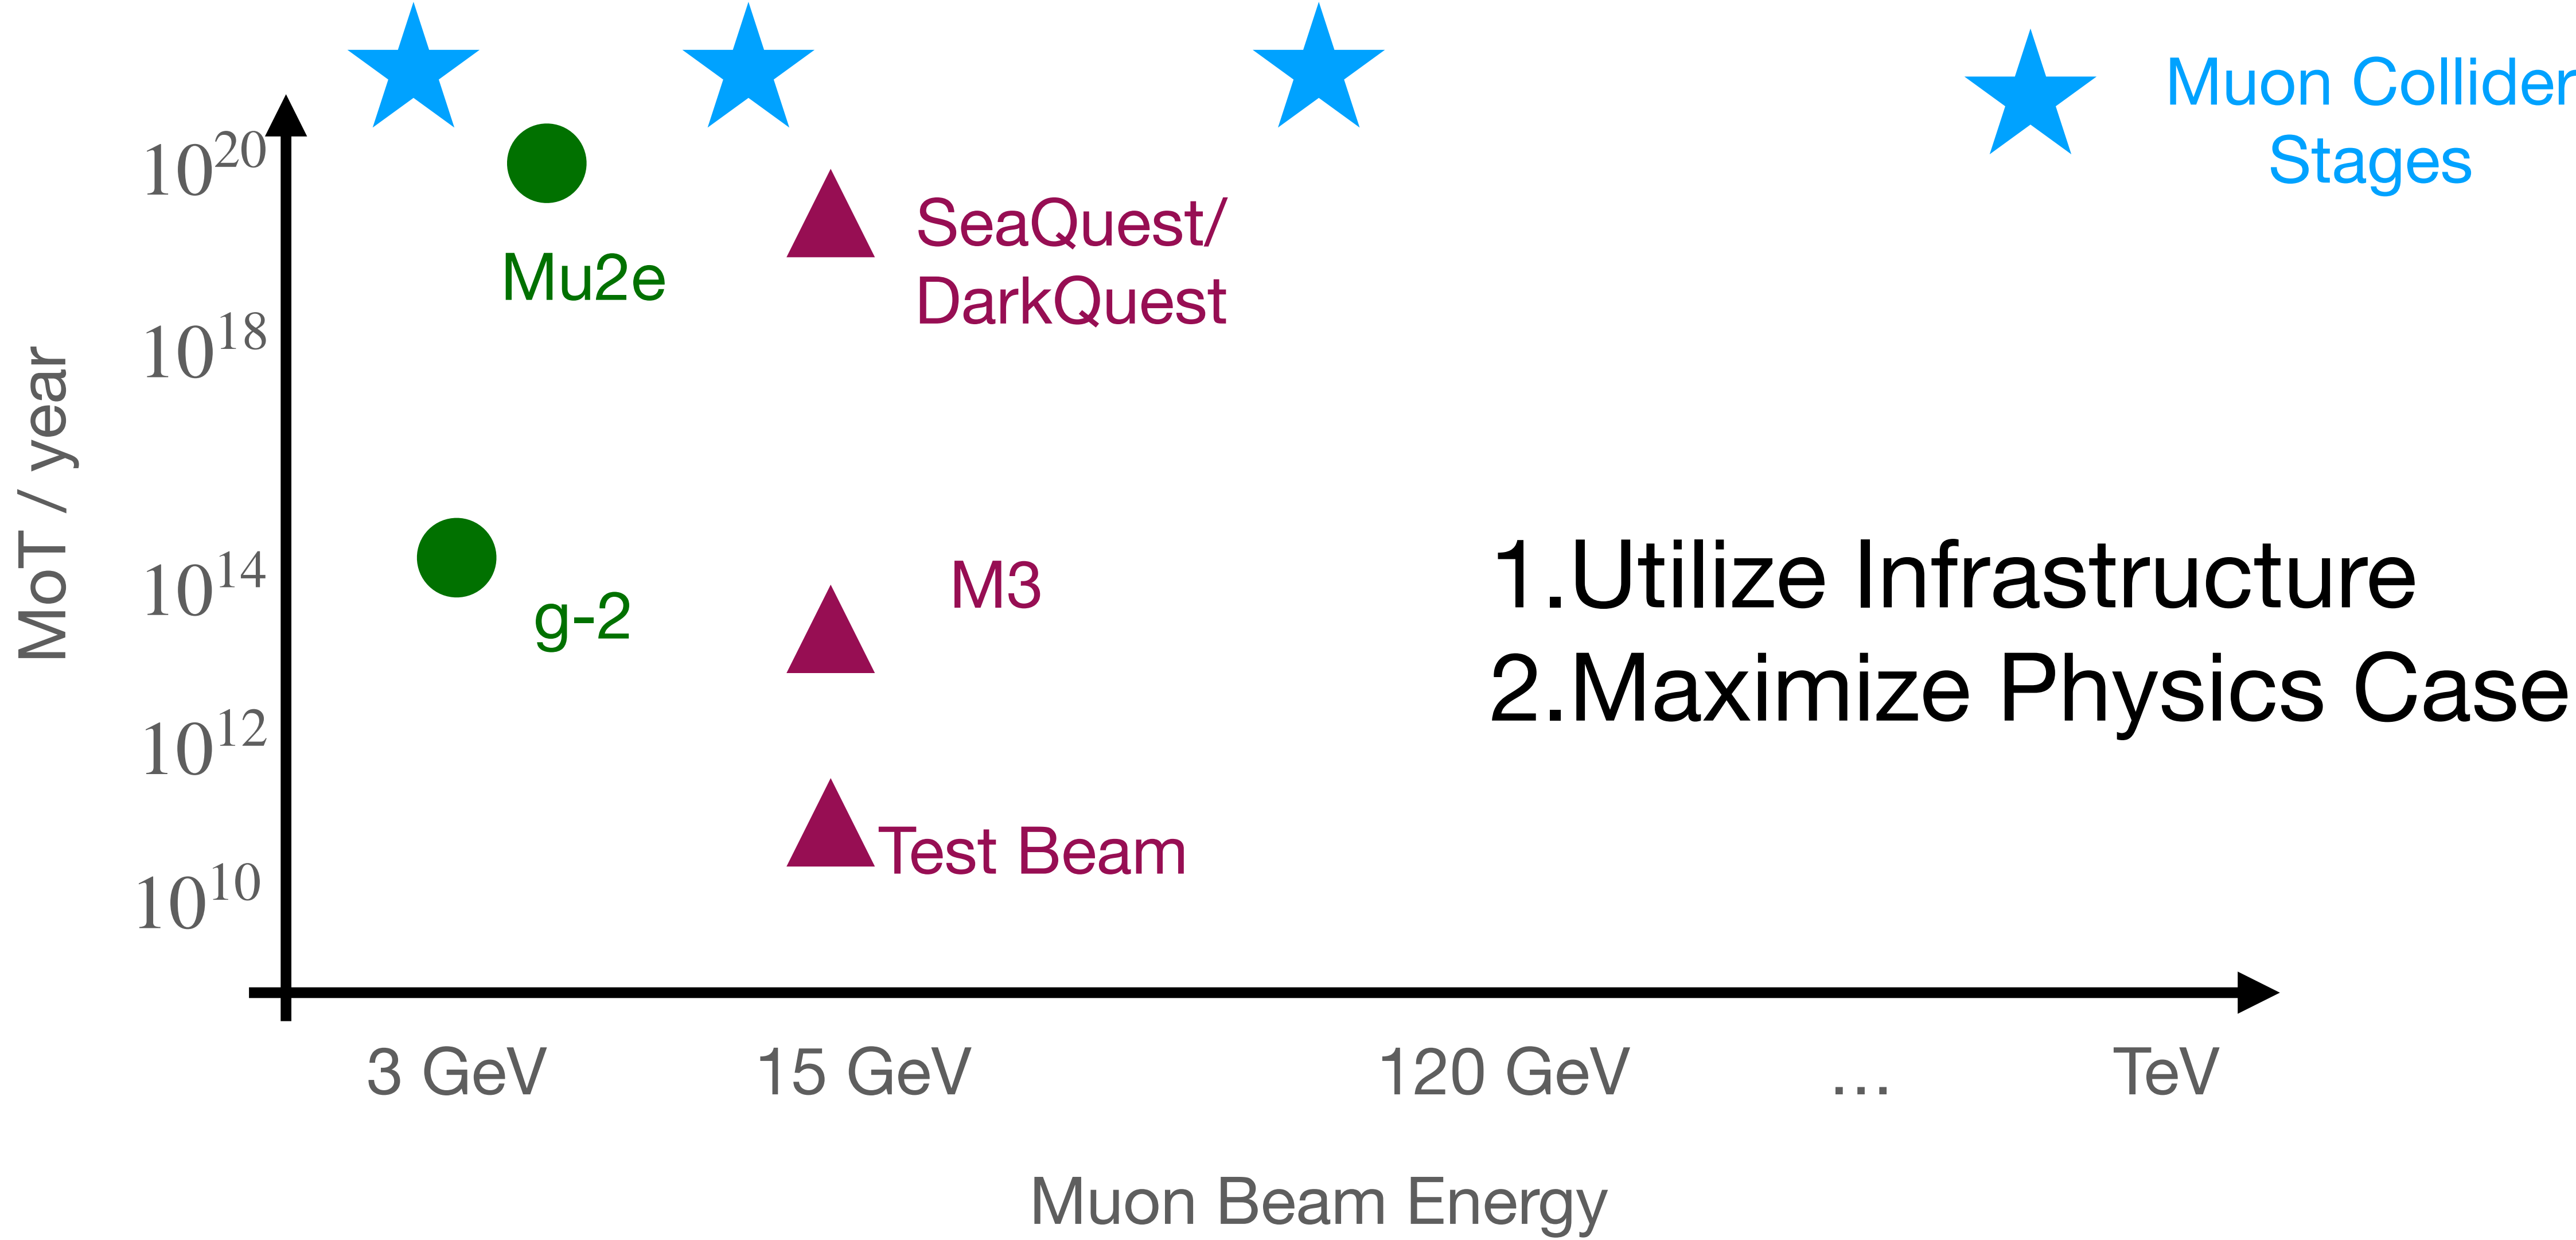 Muon Collider
Stages
10^20
Mu2e
SeaQuest/
DarkQuest
10^18
MoT / year
10^14
g-2
M3
1.Utilize Infrastructure
2.Maximize Physics Case
10^12
Test Beam
10^10
3 GeV
15 GeV
120 GeV
...
TeV
Muon Beam Energy